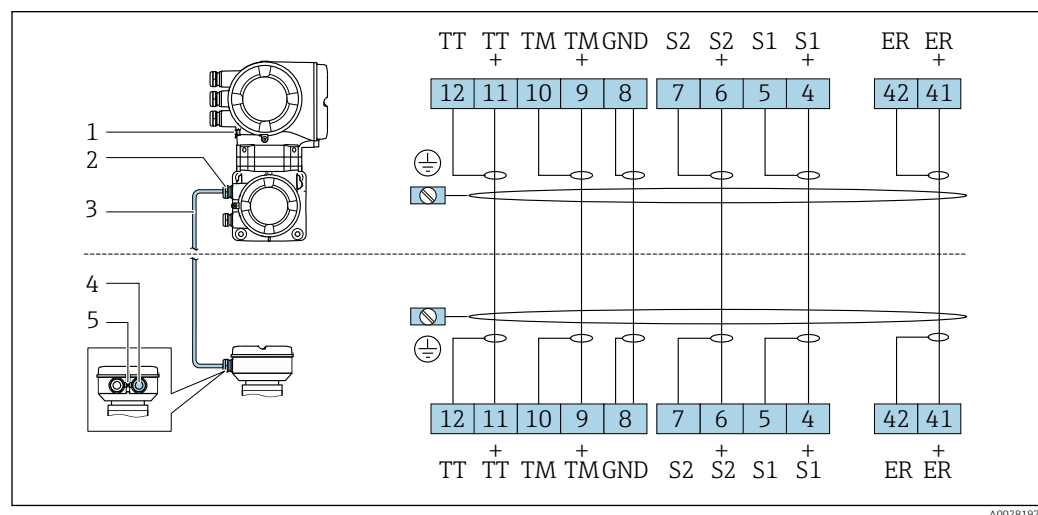 TT TT TM TM GND S2 S2 S1 S1 ER ER
+ + + + +
12 11 10 9 8 7 6 5 4 42 41
1
2
3
4
5
12 11 10 9 8 7 6 5 4 42 41
+ + + + +
TT TT TM TM GND S2 S2 S1 S1 ER ER
A0028197